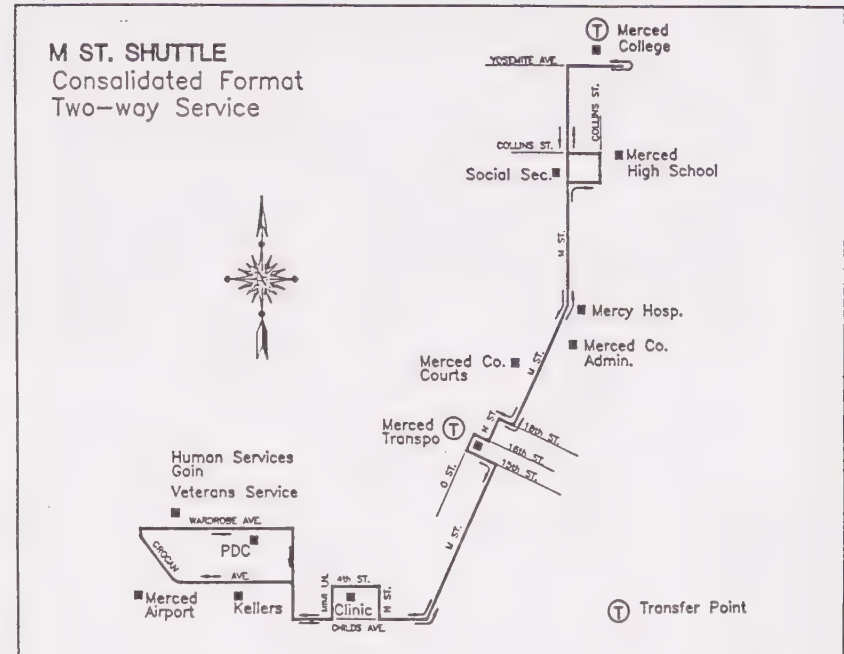 M ST. SHUTTLE
Consalidated Format
Two-way Service
T
Merced
College
YOSEMITE AVE.
COLLINS ST.
COLLINS ST.
Social Sec.
Merced
High School
M ST.
Mercy Hosp.
Merced Co.
Admin.
Merced Co.
Courts
M ST.
N ST.
Merced
Transpo
T
18th ST.
16th ST.
15th ST.
O ST.
M ST.
Human Services
Gain
Veterans Service
WARDROBE AVE.
PDC
GROGAN
AVE.
Merced
Airport
Kellers
4th ST.
Clinic
N ST.
CHILDS AVE.
T
Transfer Point